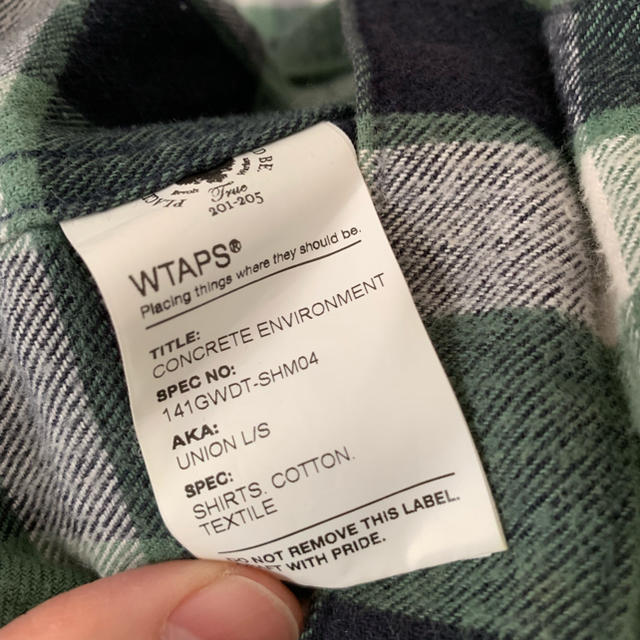 True
201-205
WTAPS®
Placing things where they should be.
TITLE:
CONCRETE ENVIRONMENT
SPEC NO:
141GWDT-SHM04
AKA:
UNION L/S
SPEC:
SHIRTS. COTTON.
TEXTILE
NOT REMOVE THIS LABEL.
WITH PRIDE.